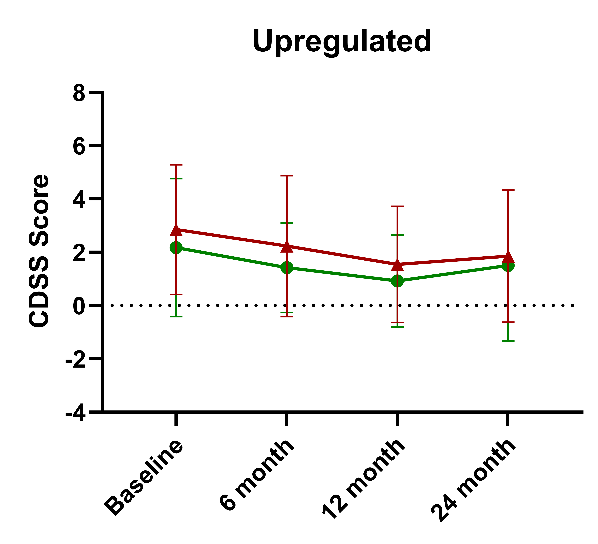 Upregulated
CDSS Score
8
6
4
2
0
-2
-4
Baseline
6 month
12 month
24 month